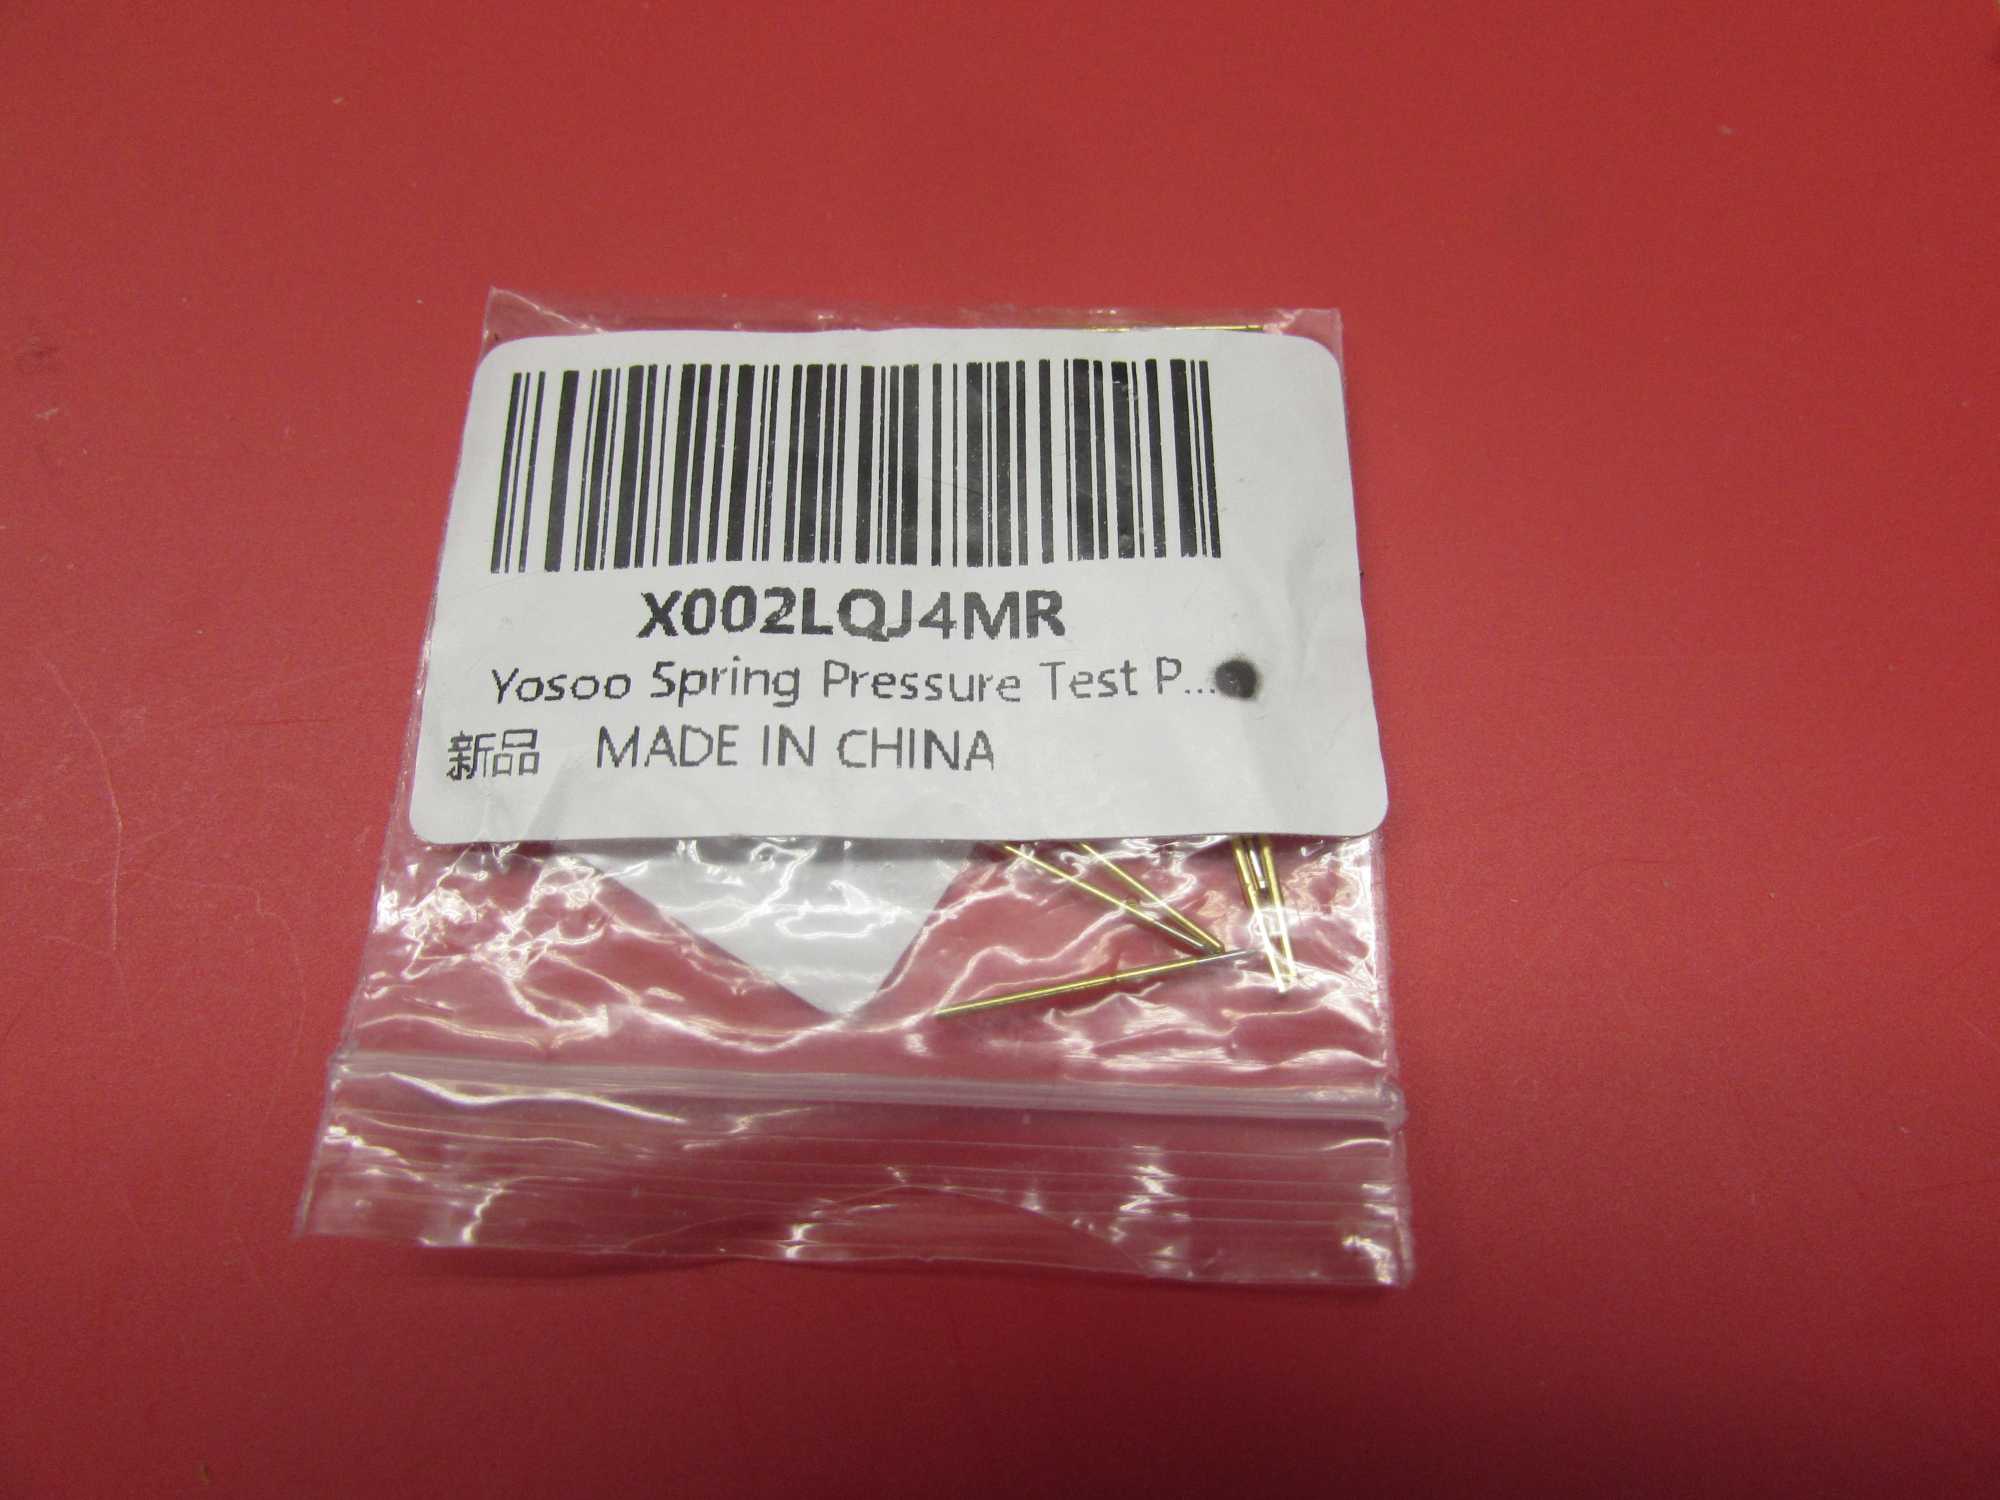 X002LQJ4MR
Yosoo Spring Pressure Test P...
新品 MADE IN CHINA